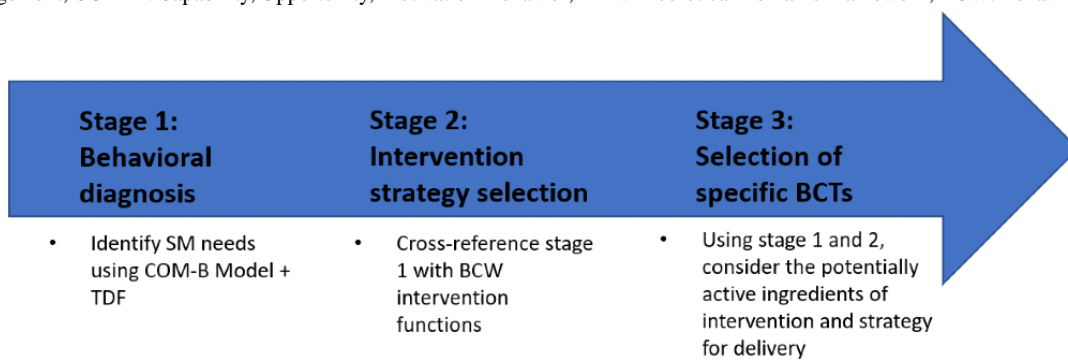 Stage 1:
Behavioral
diagnosis
• Identify SM needs
using COM-B Model +
TDF
Stage 2:
Intervention
strategy selection
• Cross-reference stage
1 with BCW
intervention
functions
Stage 3:
Selection of
specific BCTs
• Using stage 1 and 2,
consider the potentially
active ingredients of
intervention and strategy
for delivery